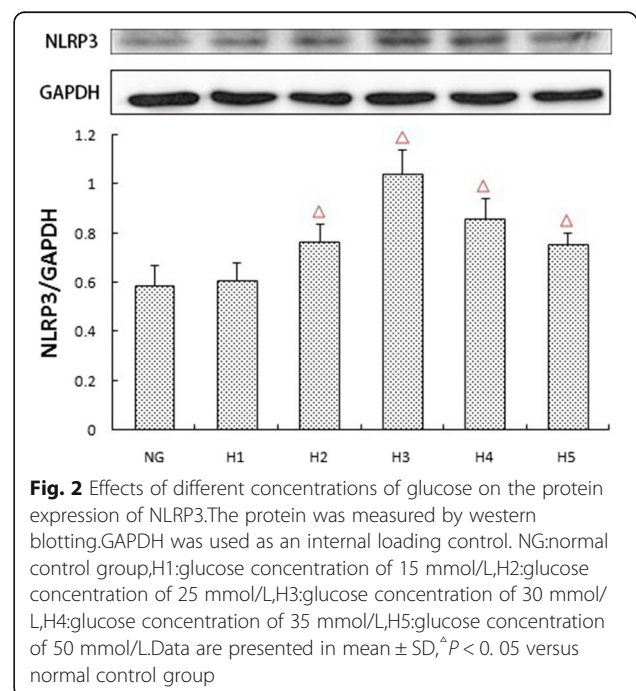 NLRP3
GAPDH
NLRP3/GAPDH
1.2
1
0.8
0.6
0.4
0.2
0
△
△
△
△
NG H1 H2 H3 H4 H5
Fig. 2 Effects of different concentrations of glucose on the protein
expression of NLRP3.The protein was measured by western
blotting.GAPDH was used as an internal loading control. NG:normal
control group,H1:glucose concentration of 15 mmol/L,H2:glucose
concentration of 25 mmol/L,H3:glucose concentration of 30 mmol/
L,H4:glucose concentration of 35 mmol/L,H5:glucose concentration
of 50 mmol/L.Data are presented in mean ± SD,△P < 0. 05 versus
normal control group